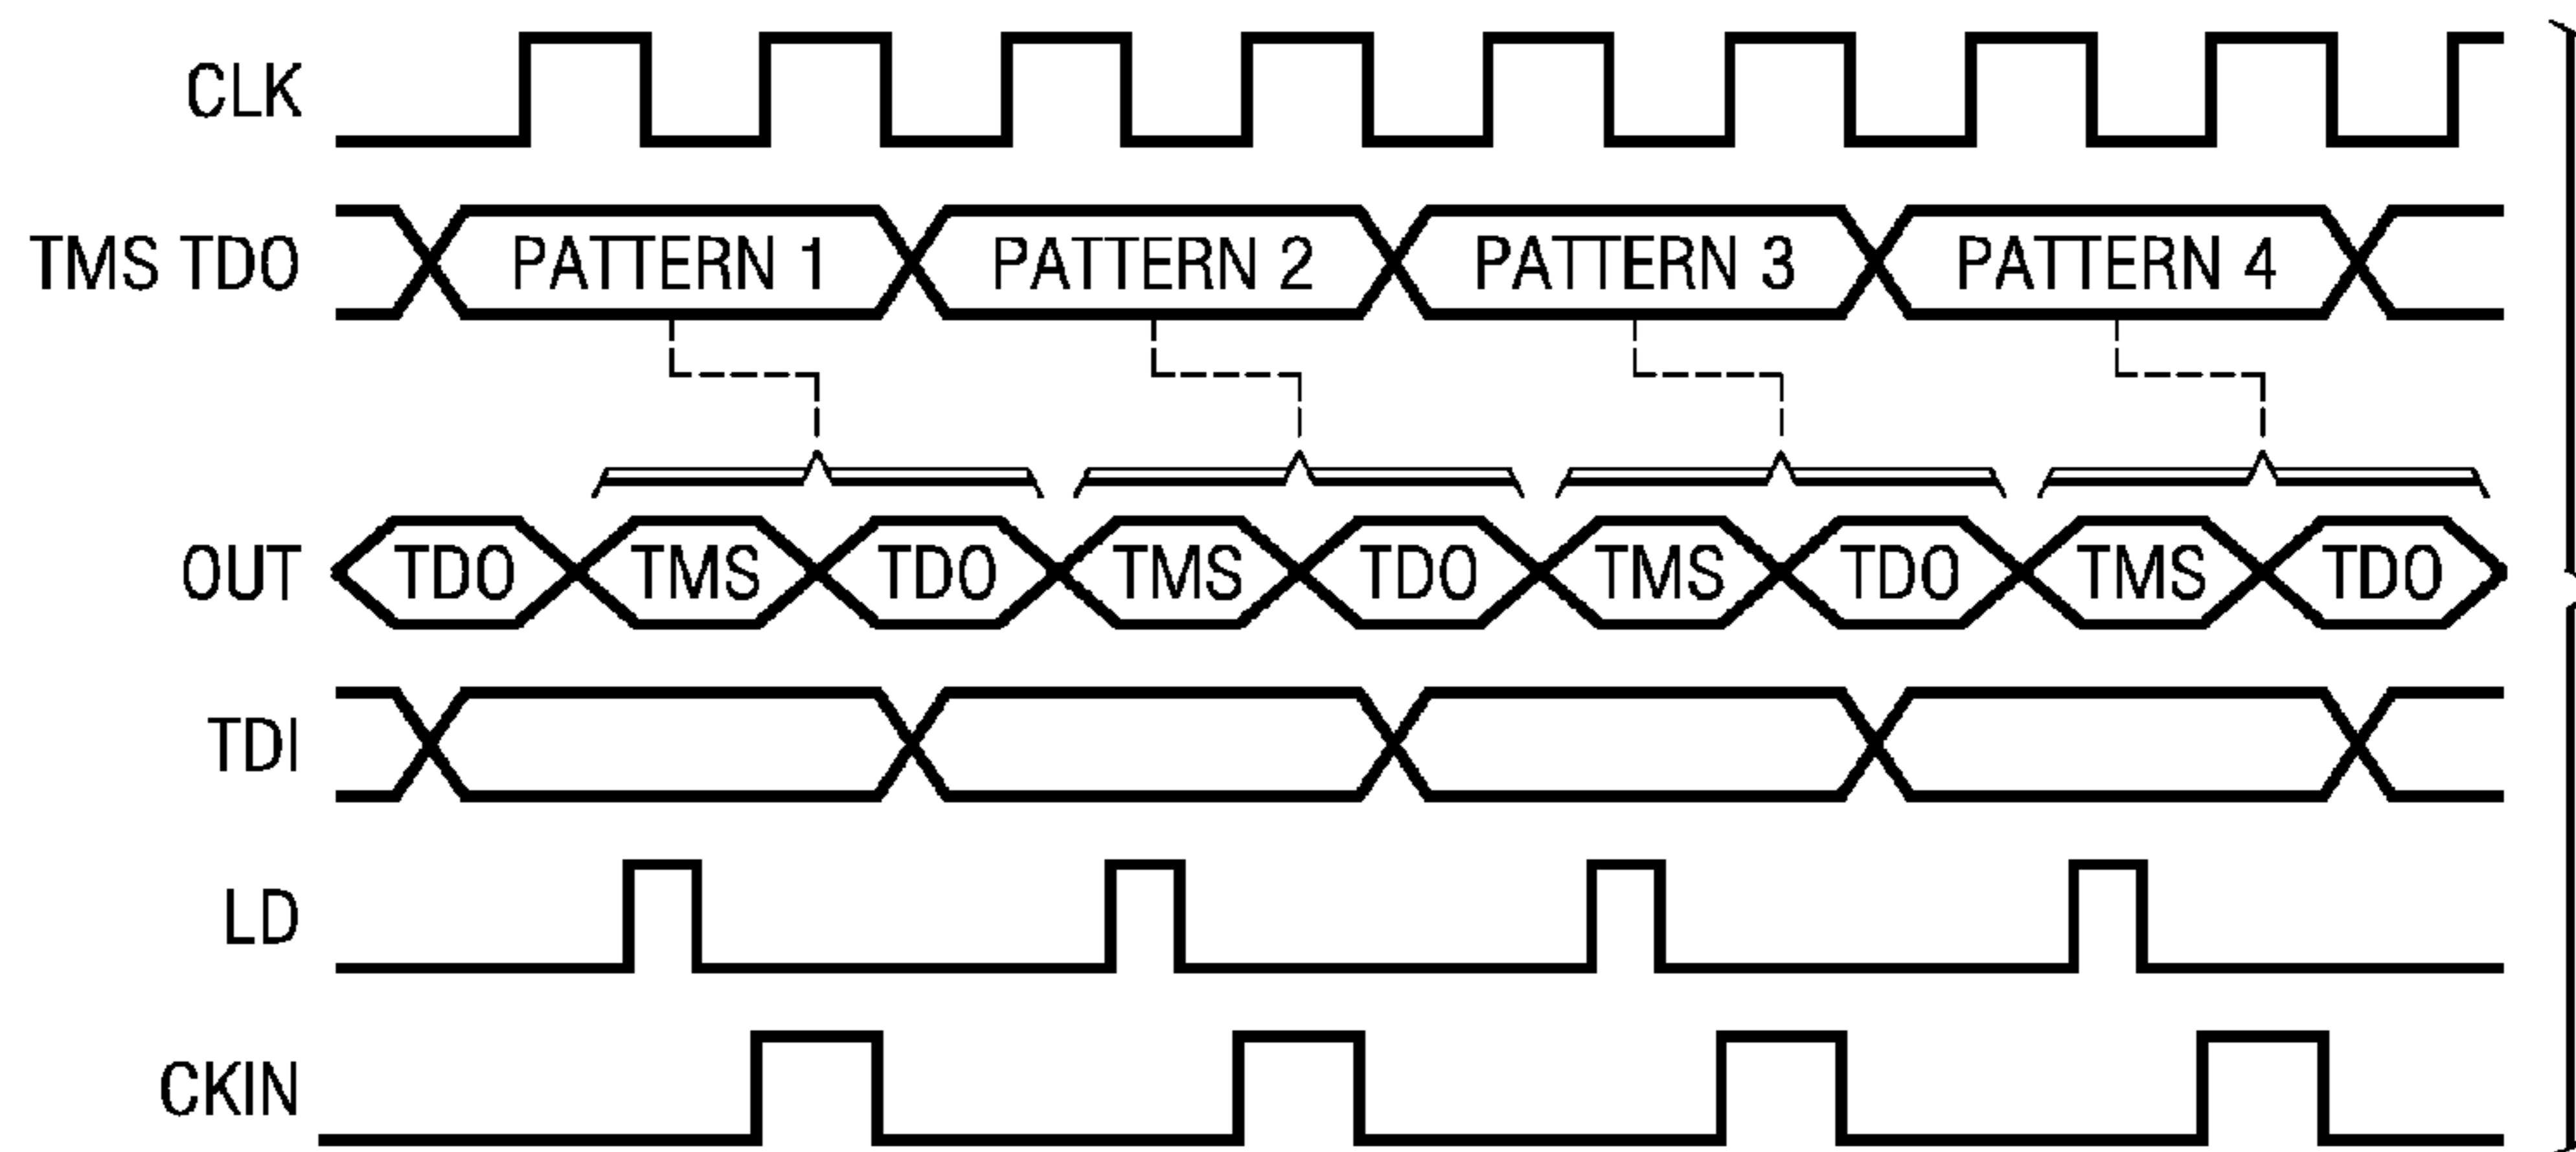 CLK
TMS TDO PATTERN 1 PATTERN 2 PATTERN 3 PATTERN 4
OUT TDO TMS TDO TMS TDO TMS TDO TMS TDO
TDI
LD
CKIN